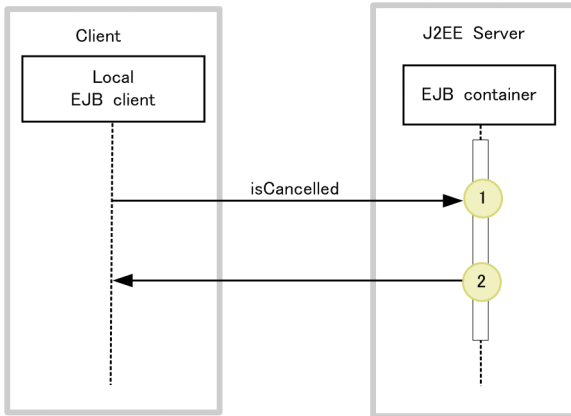 Client
J2EE Server
Local
EJB client
EJB container
isCancelled
1
2